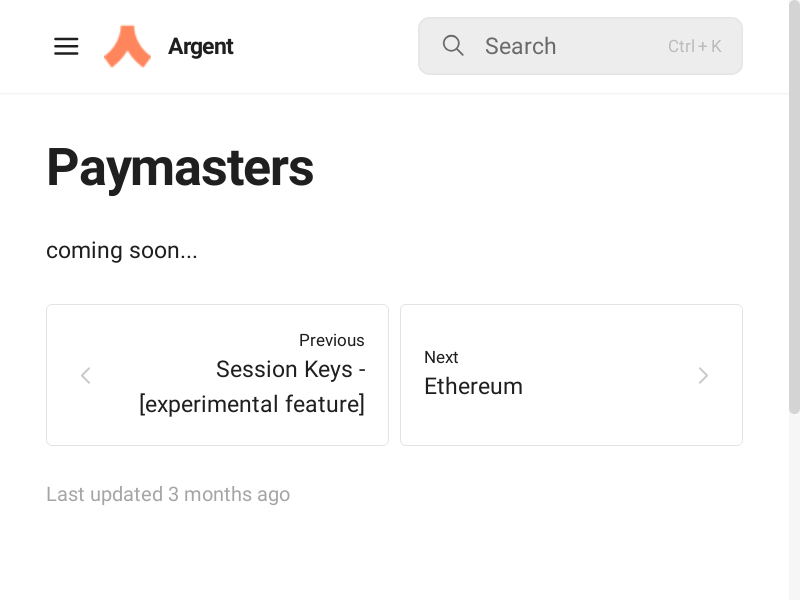 Argent
Search
Ctrl + K
Paymasters
coming soon...
Previous
Session Keys -
[experimental feature]
Next
Ethereum
Last updated 3 months ago